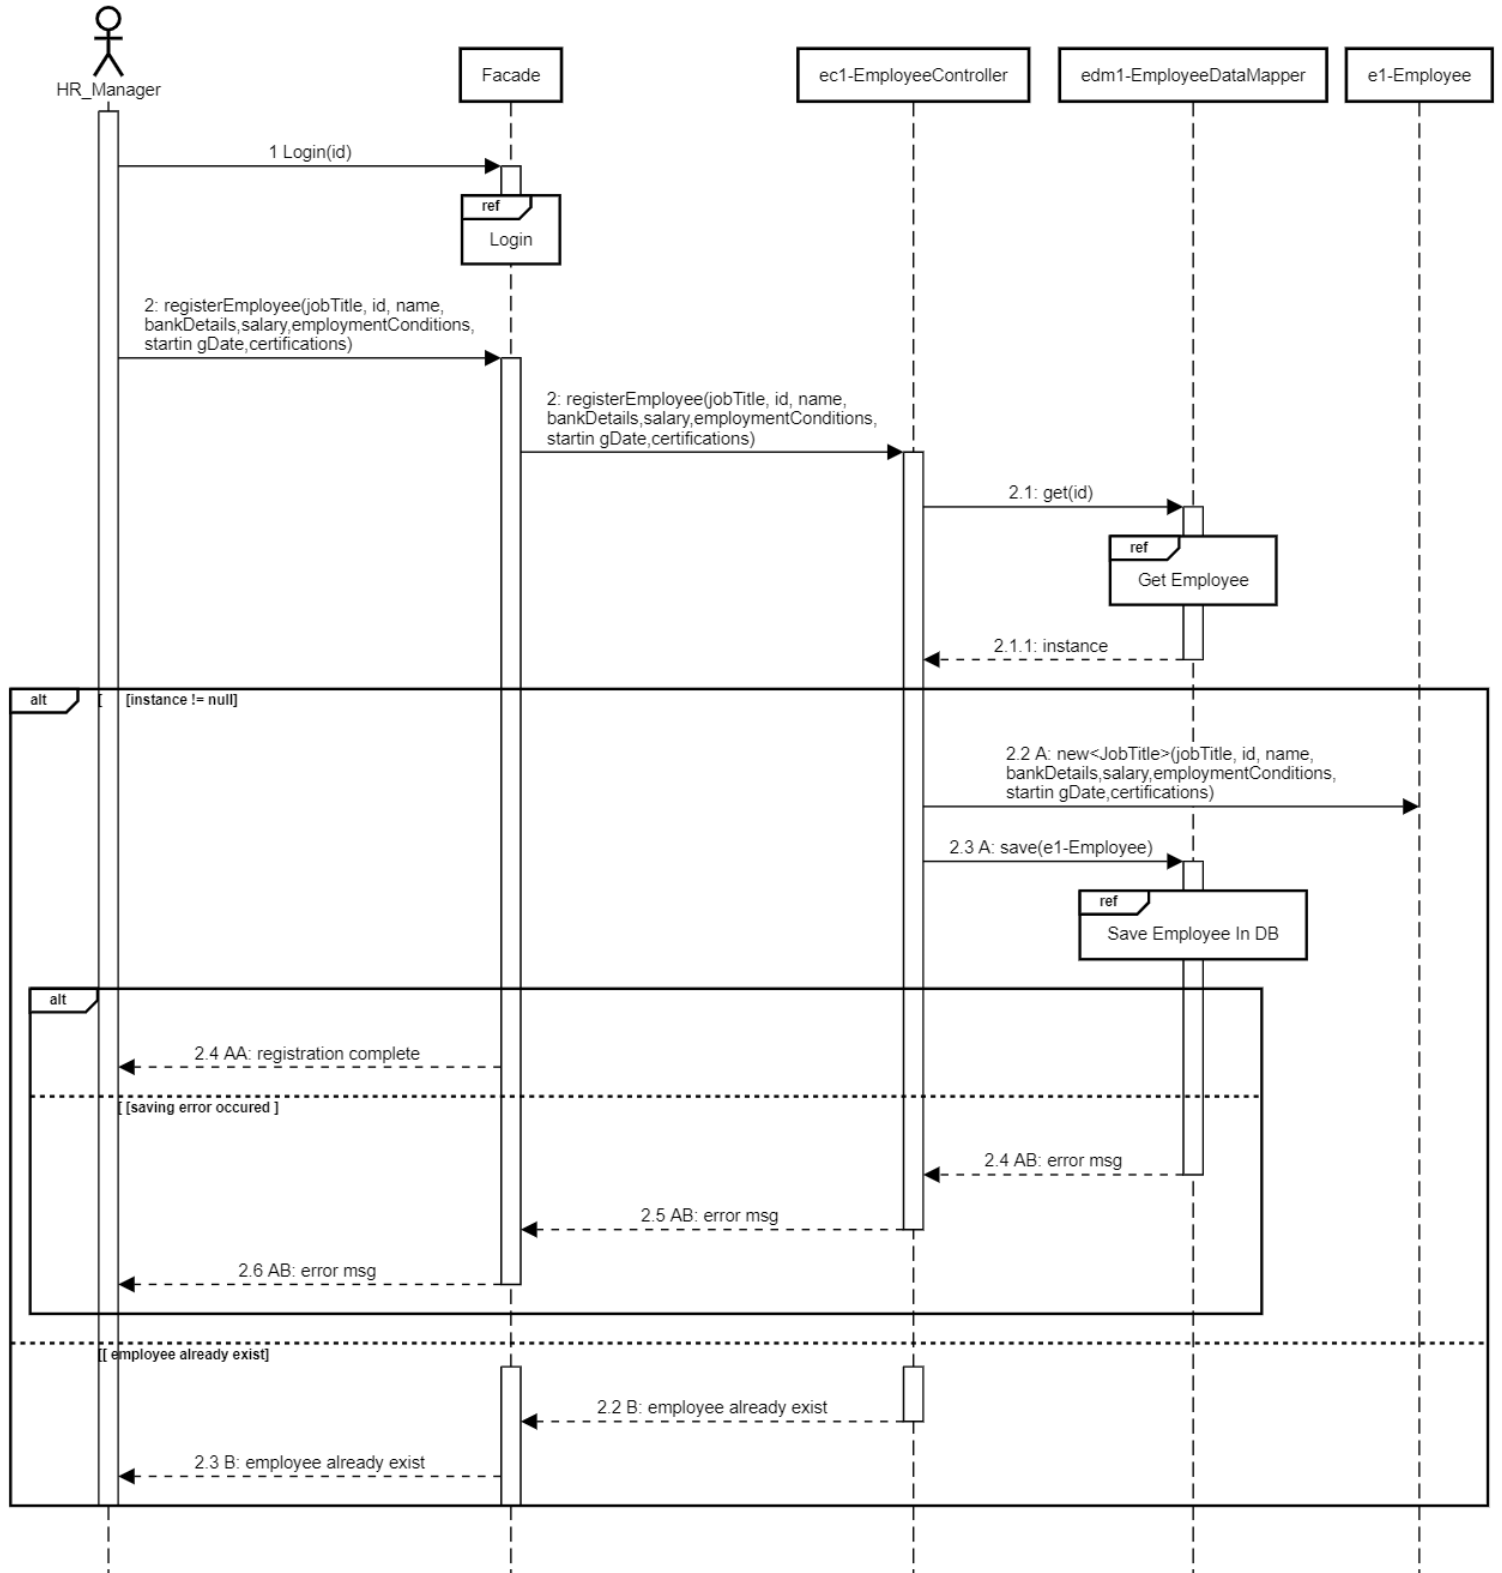 HR_Manager
Facade
ec1-EmployeeController
edm1-EmployeeDataMapper
e1-Employee
1 Login(id)
ref
Login
2: registerEmployee(jobTitle, id, name,
bankDetails,salary,employmentConditions,
startin gDate,certifications)
2: registerEmployee(jobTitle, id, name,
bankDetails,salary,employmentConditions,
startin gDate,certifications)
2.1: get(id)
ref
Get Employee
2.1.1: instance
alt
[ [instance != null]
2.2 A: new<JobTitle>(jobTitle, id, name,
bankDetails,salary,employmentConditions,
startin gDate,certifications)
2.3 A: save(e1-Employee)
ref
Save Employee In DB
alt
2.4 AA: registration complete
[ [saving error occured ]
2.4 AB: error msg
2.5 AB: error msg
2.6 AB: error msg
[[ employee already exist]
2.2 B: employee already exist
2.3 B: employee already exist